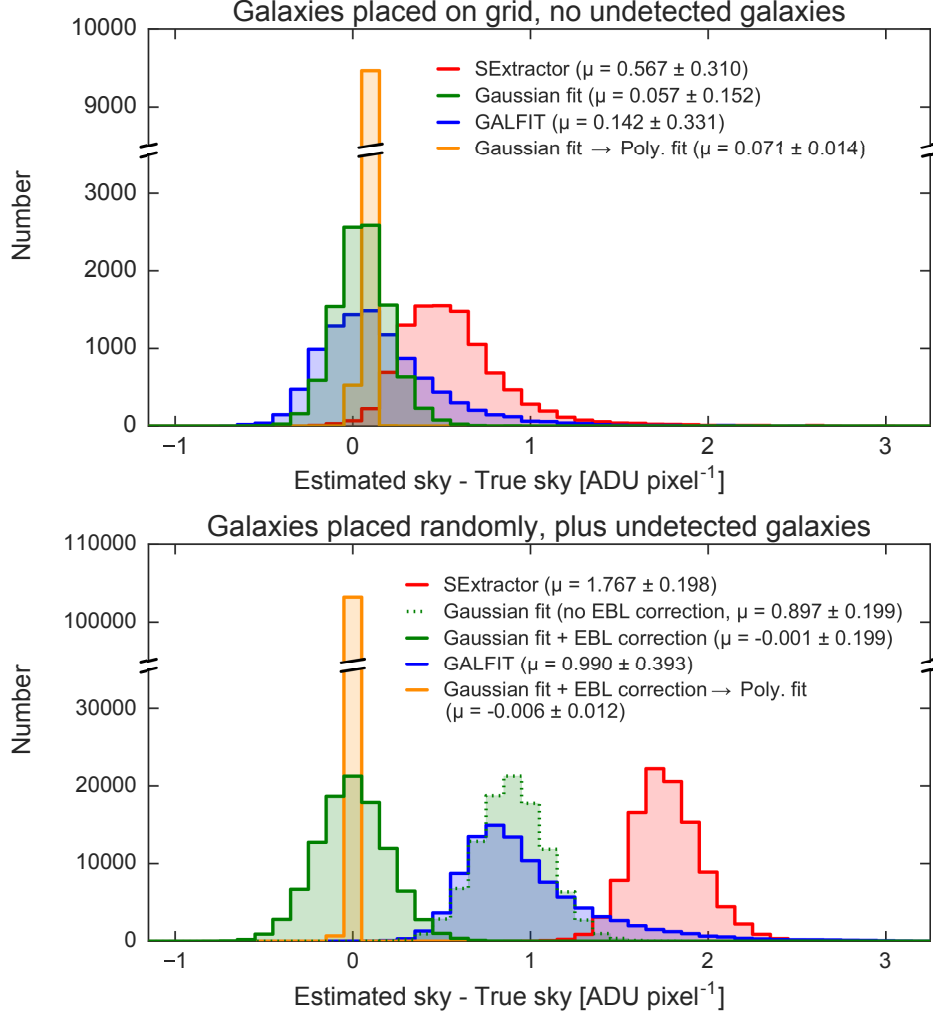 Galaxies placed on grid, no undetected galaxies
10000
9000
3000
2000
1000
0
Number
SExtractor (μ = 0.567 ± 0.310)
Gaussian fit (μ = 0.057 ± 0.152)
GALFIT (μ = 0.142 ± 0.331)
Gaussian fit → Poly. fit (μ = 0.071 ± 0.014)
−1 0 1 2 3
Estimated sky - True sky [ADU pixel⁻¹]
Galaxies placed randomly, plus undetected galaxies
110000
100000
30000
20000
10000
0
Number
SExtractor (μ = 1.767 ± 0.198)
Gaussian fit (no EBL correction, μ = 0.897 ± 0.199)
Gaussian fit + EBL correction (μ = -0.001 ± 0.199)
GALFIT (μ = 0.990 ± 0.393)
Gaussian fit + EBL correction → Poly. fit
(μ = -0.006 ± 0.012)
−1 0 1 2 3
Estimated sky - True sky [ADU pixel⁻¹]